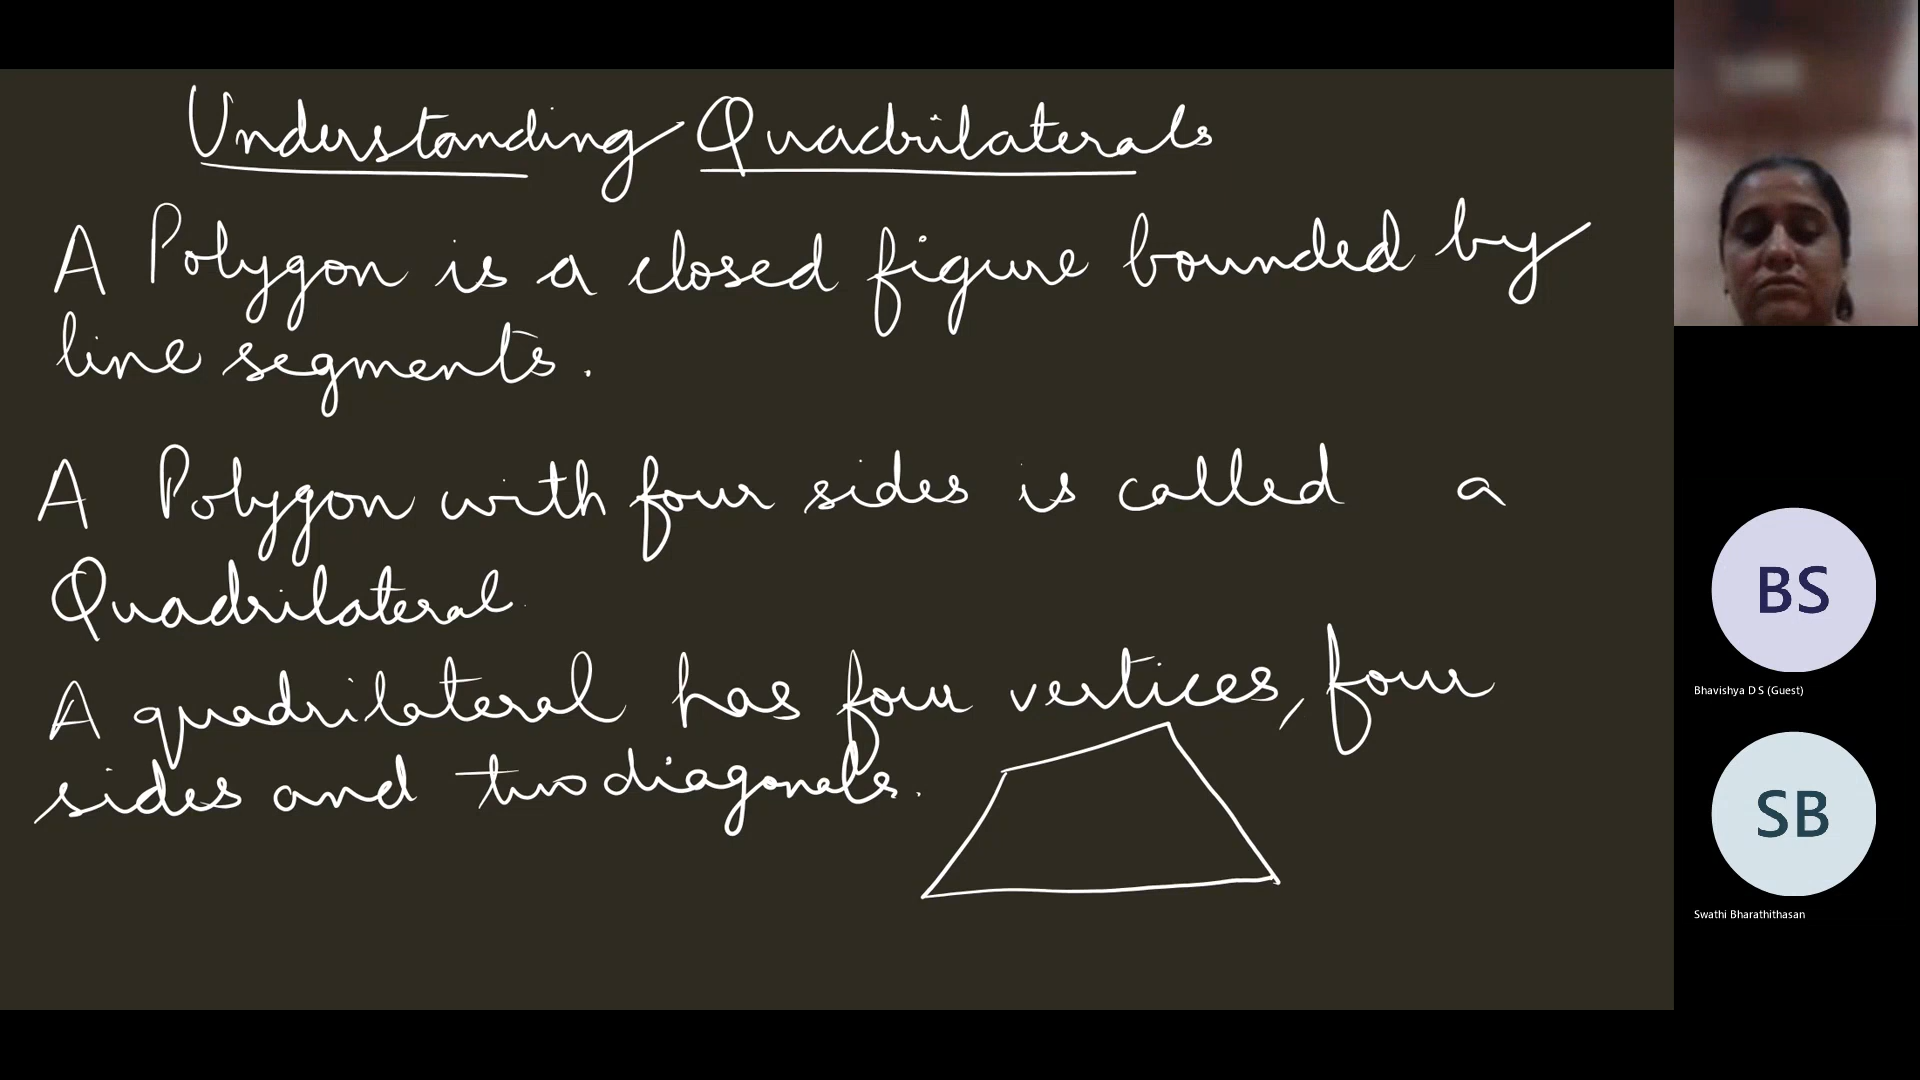 Understanding Quadrilaterals
A Polygon is a closed figure bounded by
line segments.
A Polygon with four sides is called a
Quadrilateral
A quadrilateral has four vertices, four
sides and two diagonals.
BS
Bhavishya D S (Guest)
SB
Swathi Bharathithasan